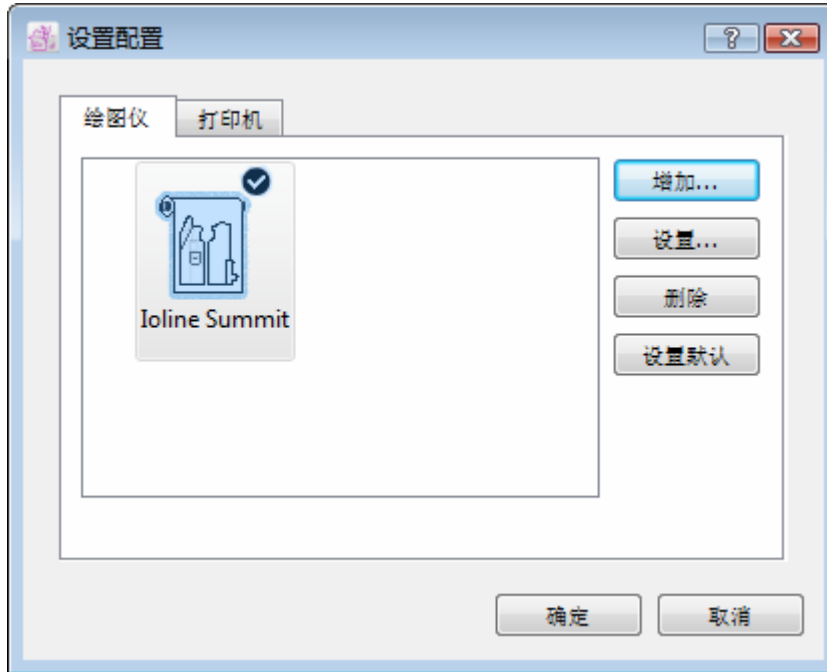 设置配置
绘图仪
打印机
Ioline Summit
增加...
设置...
删除
设置默认
确定
取消